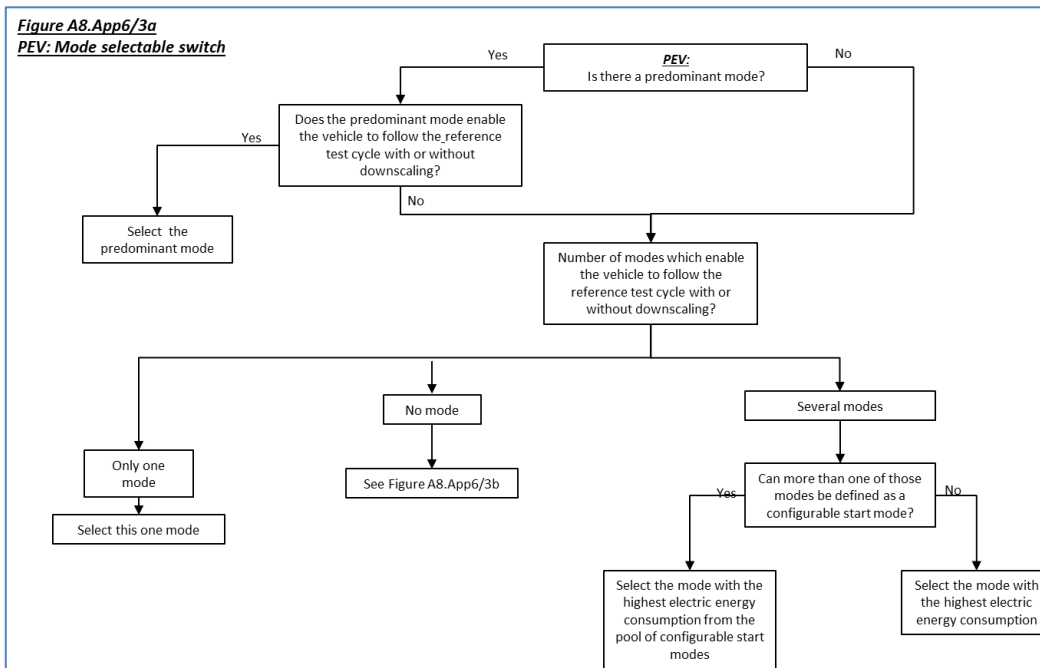 Figure A8.App6/3a
PEV: Mode selectable switch
PEV:
Is there a predominant mode?
Yes
No
Does the predominant mode enable
the vehicle to follow the reference
test cycle with or without
downscaling?
Yes
No
Select the
predominant mode
Number of modes which enable
the vehicle to follow the
reference test cycle with or
without downscaling?
Only one
mode
Select this one mode
No mode
See Figure A8.App6/3b
Several modes
Can more than one of those
modes be defined as a
configurable start mode?
Yes
No
Select the mode with the
highest electric energy
consumption from the
pool of configurable start
modes
Select the mode with
the highest electric
energy consumption